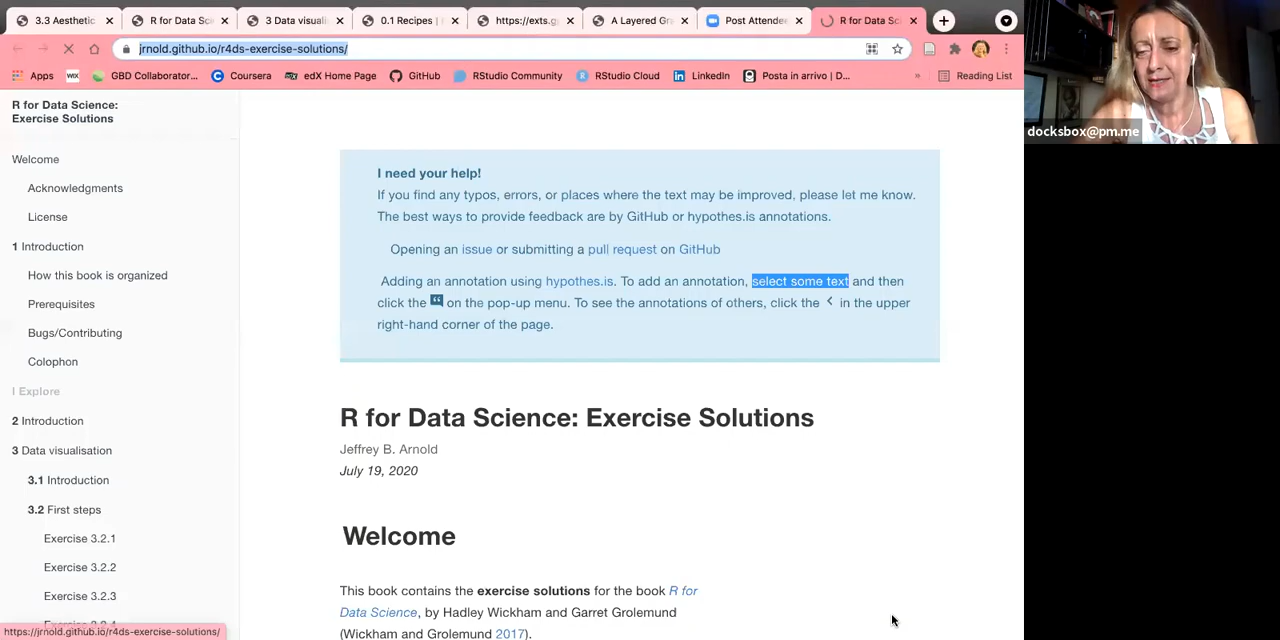 3.3 Aesthetic
R for Data Sci
3 Data visuali
0.1 Recipes |
https://exts.g
A Layered Gr
Post Attende
R for Data Sc
jrnold.github.io/r4ds-exercise-solutions/
Apps
WIX
GBD Collaborator...
Coursera
edX Home Page
GitHub
RStudio Community
RStudio Cloud
LinkedIn
Posta in arrivo | D...
»
Reading List
docksbox@pm.me
R for Data Science:
Exercise Solutions
Welcome
Acknowledgments
License
1 Introduction
How this book is organized
Prerequisites
Bugs/Contributing
Colophon
I Explore
2 Introduction
3 Data visualisation
3.1 Introduction
3.2 First steps
Exercise 3.2.1
Exercise 3.2.2
Exercise 3.2.3
https://jrnold.github.io/r4ds-exercise-solutions/
I need your help!
If you find any typos, errors, or places where the text may be improved, please let me know.
The best ways to provide feedback are by GitHub or hypothes.is annotations.
Opening an issue or submitting a pull request on GitHub
Adding an annotation using hypothes.is. To add an annotation, select some text and then
click the on the pop-up menu. To see the annotations of others, click the in the upper
right-hand corner of the page.
R for Data Science: Exercise Solutions
Jeffrey B. Arnold
July 19, 2020
Welcome
This book contains the exercise solutions for the book R for
Data Science, by Hadley Wickham and Garret Grolemund
(Wickham and Grolemund 2017).